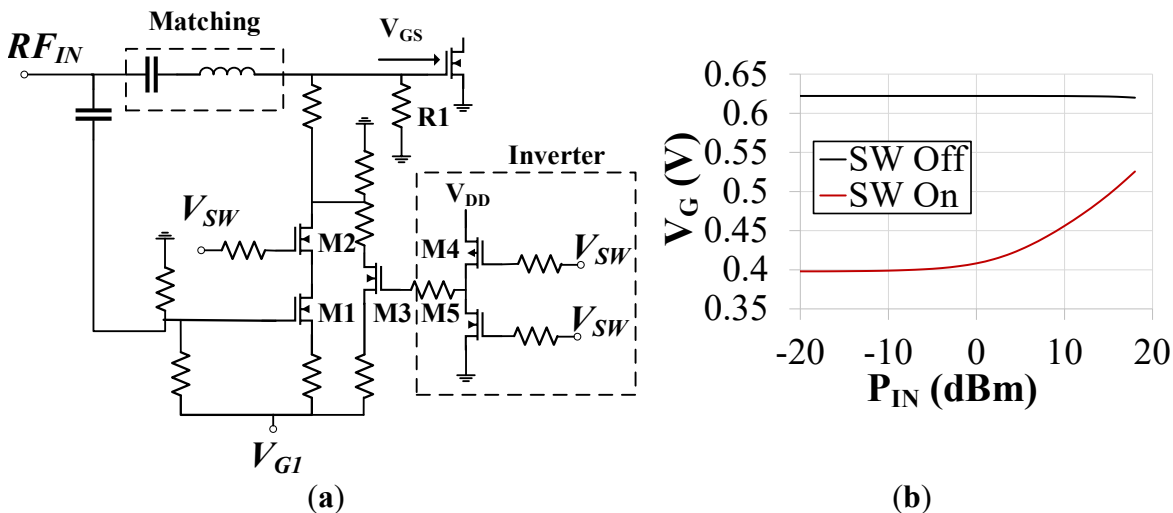 Matching
RF_IN
V_GS
R1
Inverter
V_DD
V_SW
M2
M4
V_SW
M1
M3
M5
V_SW
V_G1
(a)
0.65
0.6
0.55
0.5
0.45
0.4
0.35
V_G (V)
SW Off
SW On
-20
-10
0
10
20
P_IN (dBm)
(b)